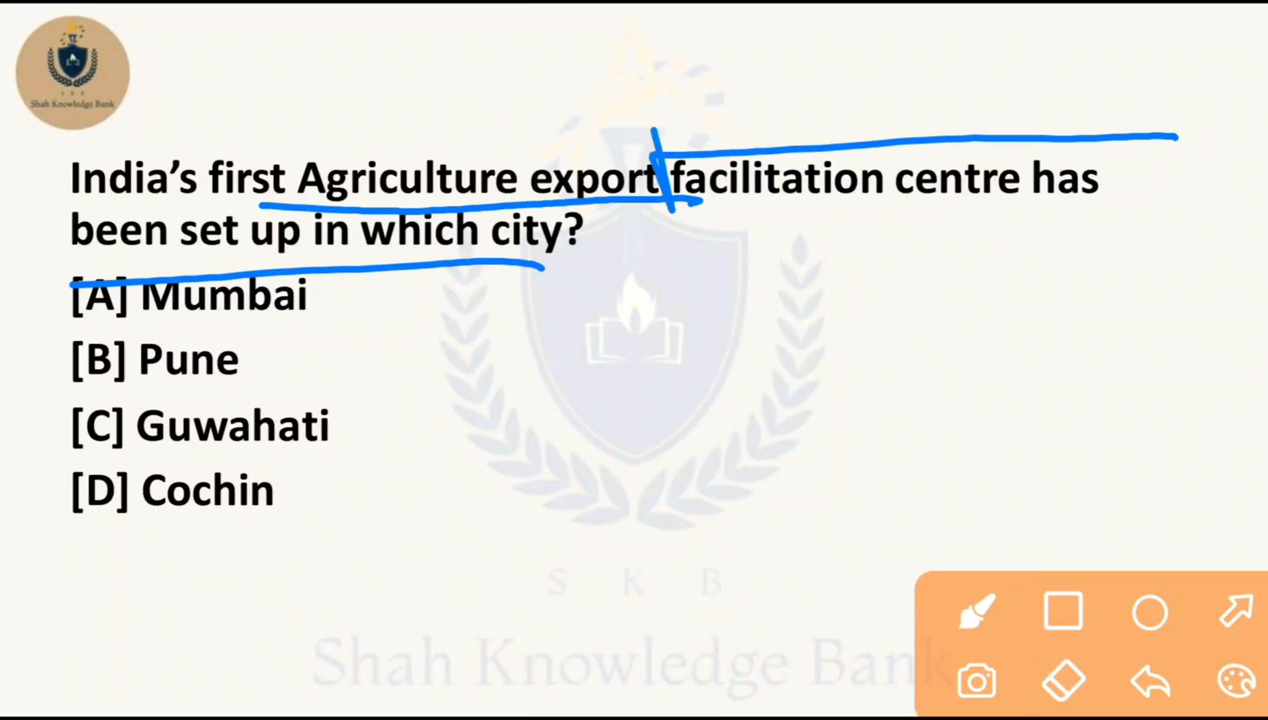 S K B
Shah Knowledge Bank
India's first Agriculture export facilitation centre has
been set up in which city?
[A] Mumbai
[B] Pune
[C] Guwahati
[D] Cochin
S K B
Shah Knowledge Bank